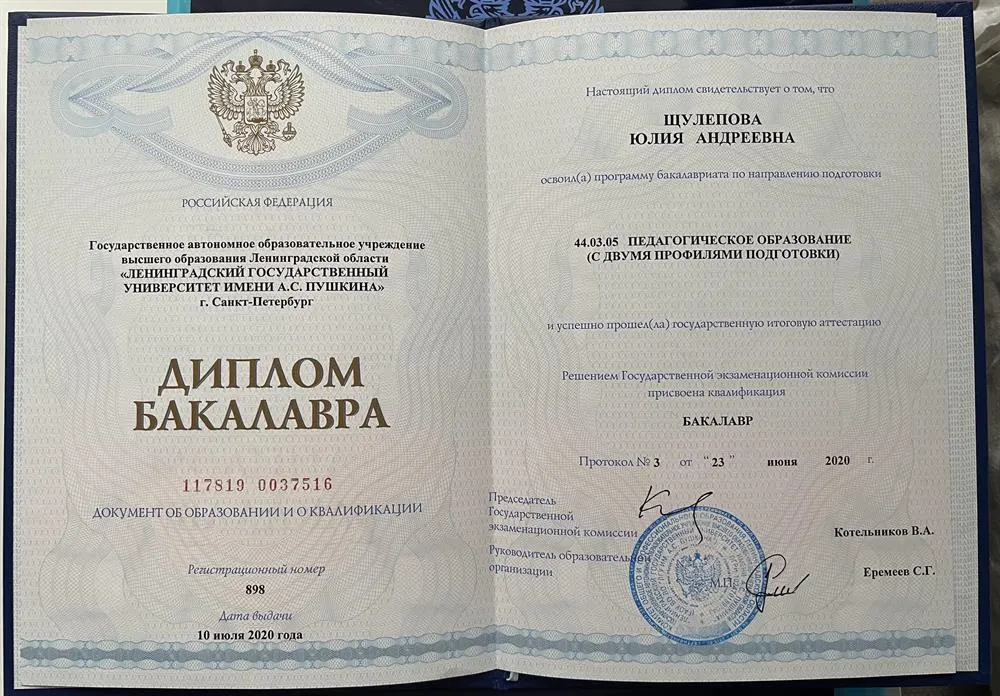 РОССИЙСКАЯ ФЕДЕРАЦИЯ
Государственное автономное образовательное учреждение
высшего образования Ленинградской области
«ЛЕНИНГРАДСКИЙ ГОСУДАРСТВЕННЫЙ
УНИВЕРСИТЕТ ИМЕНИ А.С. ПУШКИНА»
г. Санкт-Петербург
ДИПЛОМ
БАКАЛАВРА
117819 0037516
ДОКУМЕНТ ОБ ОБРАЗОВАНИИ И О КВАЛИФИКАЦИИ
Регистрационный номер
898
Дата выдачи
10 июля 2020 года
Настоящий диплом свидетельствует о том, что
ЩУЛЕПОВА
ЮЛИЯ АНДРЕЕВНА
освоил(а) программу бакалавриата по направлению подготовки
44.03.05 ПЕДАГОГИЧЕСКОЕ ОБРАЗОВАНИЕ
(С ДВУМЯ ПРОФИЛЯМИ ПОДГОТОВКИ)
и успешно прошел(ла) государственную итоговую аттестацию
Решением Государственной экзаменационной комиссии
присвоена квалификация
БАКАЛАВР
Протокол № 3 от “ 23 ” июня 2020 г.
Председатель
Государственной
экзаменационной комиссии
Котельников В.А.
Руководитель образовательной
организации
М.П.
Еремеев С.Г.